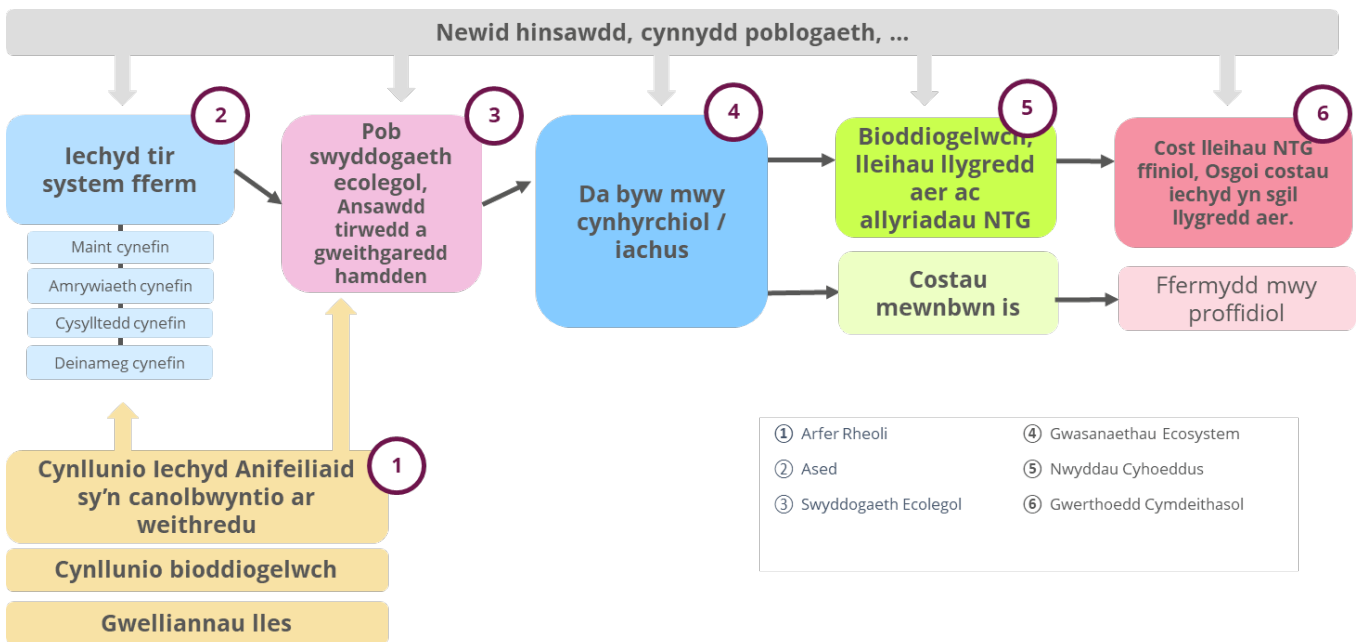 Newid hinsawdd, cynnydd poblogaeth, ...
2
Iechyd tir
system fferm
Maint cynefin
Amrywiaeth cynefin
Cysylltedd cynefin
Deinameg cynefin
3
Pob
swyddogaeth
ecolegol,
Ansawdd
tirwedd a
gweithgaredd
hamdden
4
Da byw mwy
cynhyrchiol /
iachus
5
Bioddiogelwch,
lleihau llygredd
aer ac
allyriadau NTG
Costau
mewnbwn is
6
Cost lleihau NTG
ffiniol, Osgoi costau
iechyd yn sgil
llygredd aer.
Ffermydd mwy
proffidiol
1
Cynllunio Iechyd Anifeiliaid
sy'n canolbwyntio ar
weithredu
Cynllunio bioddiogelwch
Gwelliannau lles
① Arfer Rheoli
② Ased
③ Swyddogaeth Ecolegol
④ Gwasanaethau Ecosystem
⑤ Nwyddau Cyhoeddus
⑥ Gwerthoedd Cymdeithasol